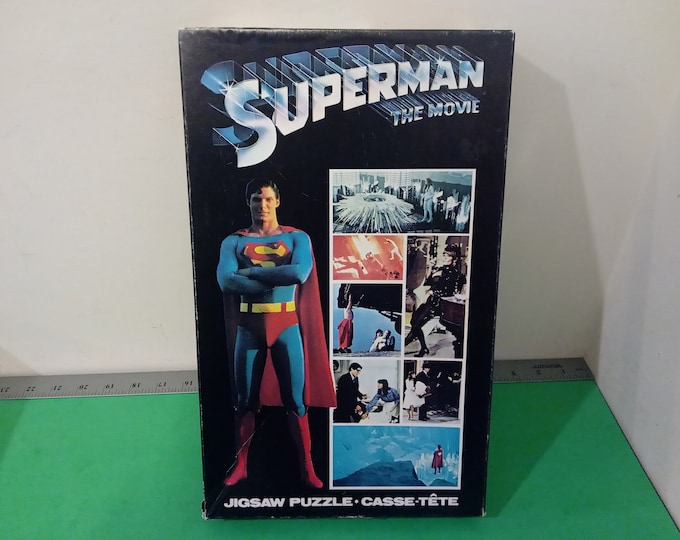 SUPERMAN
THE MOVIE
S
JIGSAW PUZZLE • CASSE-TÊTE